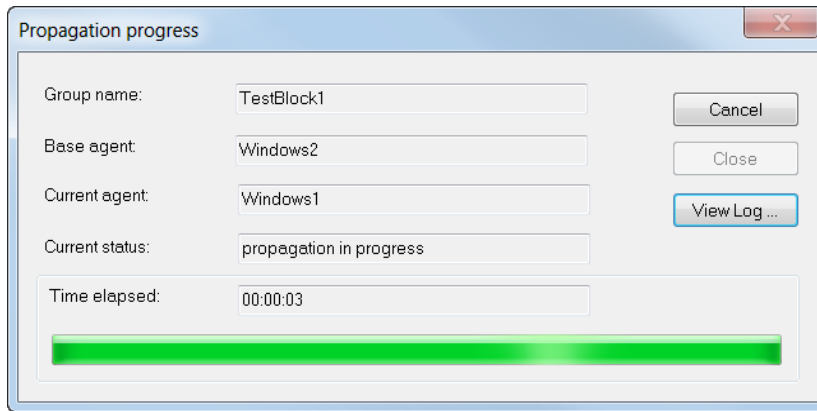 Propagation progress
Group name: TestBlock1
Cancel
Base agent: Windows2
Close
Current agent: Windows1
View Log ...
Current status: propagation in progress
Time elapsed: 00:00:03